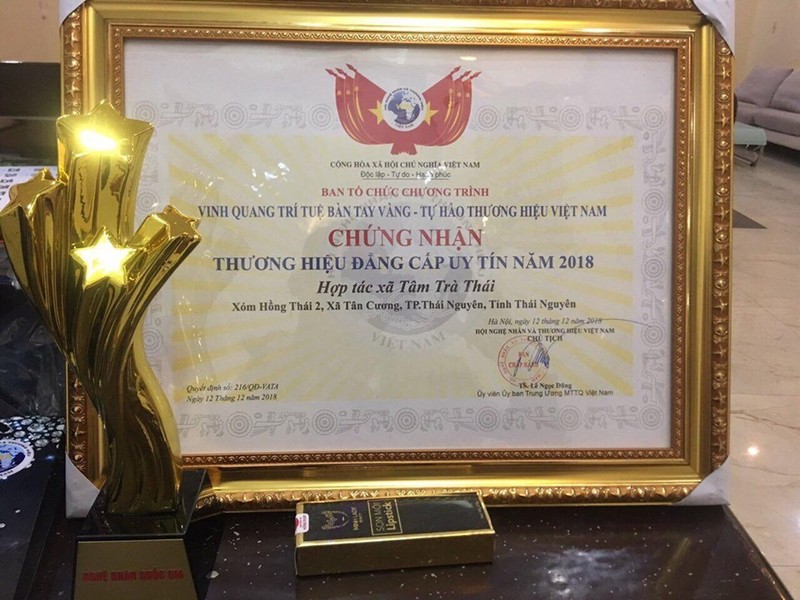 CỘNG HÒA XÃ HỘI CHỦ NGHĨA VIỆT NAM
Độc lập - Tự do - Hạnh phúc
BAN TỔ CHỨC CHƯƠNG TRÌNH
VINH QUANG TRÍ TUỆ BÀN TAY VÀNG - TỰ HÀO THƯƠNG HIỆU VIỆT NAM
CHỨNG NHẬN
THƯƠNG HIỆU ĐẲNG CẤP UY TÍN NĂM 2018
Hợp tác xã Tâm Trà Thái
Xóm Hồng Thái 2, Xã Tân Cương, TP.Thái Nguyên, Tỉnh Thái Nguyên
Hà Nội, ngày 12 tháng 12 năm 2018
HỘI NGHỆ NHÂN VÀ THƯƠNG HIỆU VIỆT NAM
CHỦ TỊCH
BAN
CHẤP HÀNH
TS. Lê Ngọc Dũng
Ủy viên Ủy ban Trung Ương MTTQ Việt Nam
Quyết định số: 216/QĐ-VATA
Ngày 12 Tháng 12 năm 2018
VIỆT NAM
NGHỆ NHÂN QUỐC GIA
SON NỘI
Lipstick